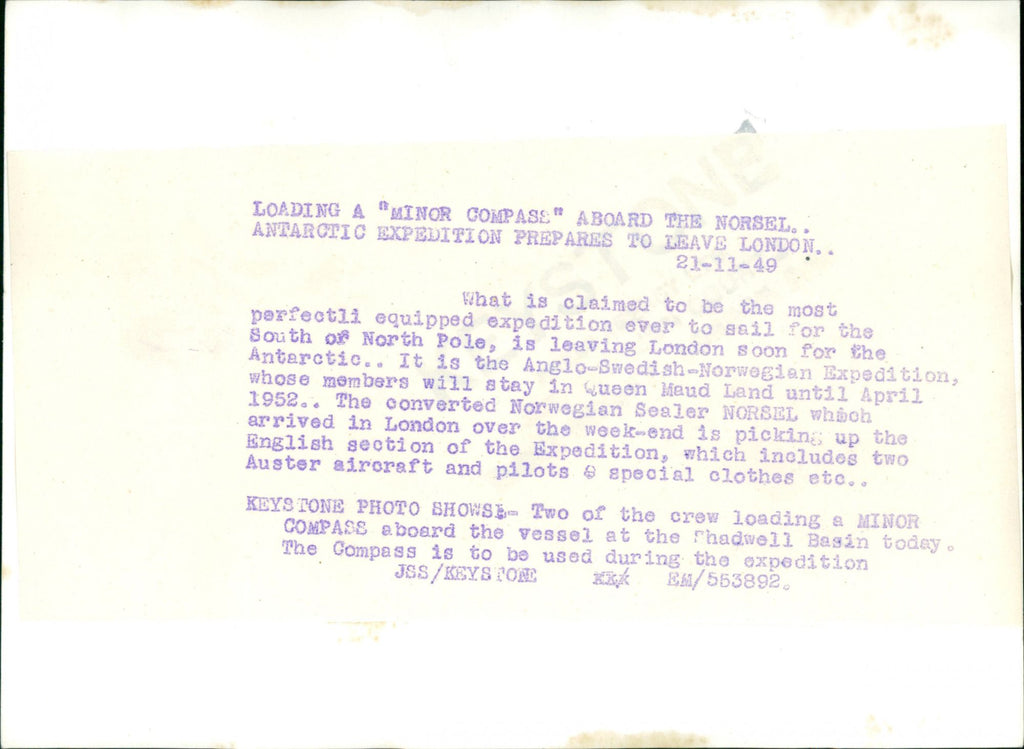 LOADING A "MINOR COMPASS" ABOARD THE NORSEL..
ANTARCTIC EXPEDITION PREPARES TO LEAVE LONDON..
21-11-49
What is claimed to be the most
perfectli equipped expedition ever to sail for the
South or North Pole, is leaving London soon for the
Antarctic.. It is the Anglo-Swedish-Norwegian Expedition,
whose members will stay in Queen Maud Land until April
1952.. The converted Norwegian Sealer NORSEL which
arrived in London over the week-end is picking up the
English section of the Expedition, which includes two
Auster aircraft and pilots & special clothes etc..
KEYSTONE PHOTO SHOWS:- Two of the crew loading a MINOR
COMPASS aboard the vessel at the Shadwell Basin today.
The Compass is to be used during the expedition
JSS/KEYSTONE EM/553892.
KEYSTONE